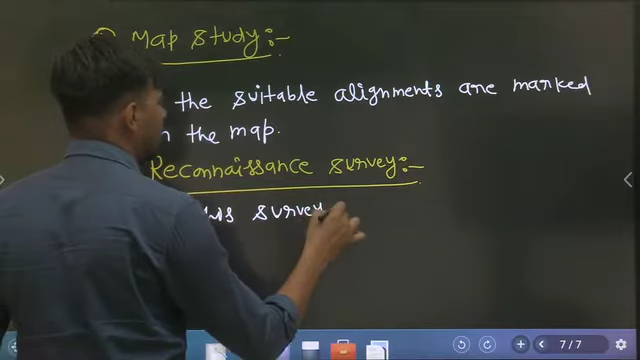 Map Study:-
the suitable alignments are marked
the map.
Reconnaissance survey:-
survey
7/7